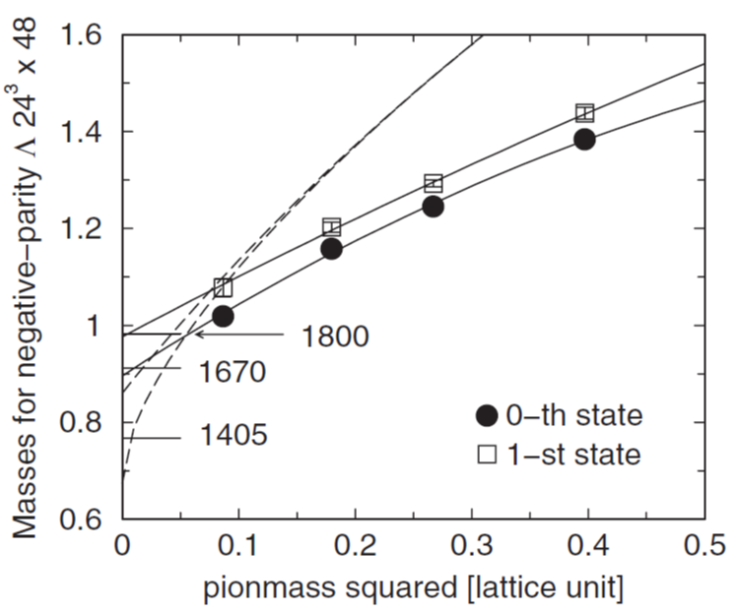 Masses for negative−parity Λ 24³ x 48
1.6
1.4
1.2
1
0.8
0.6
1800
1670
1405
0−th state
1−st state
0 0.1 0.2 0.3 0.4 0.5
pionmass squared [lattice unit]